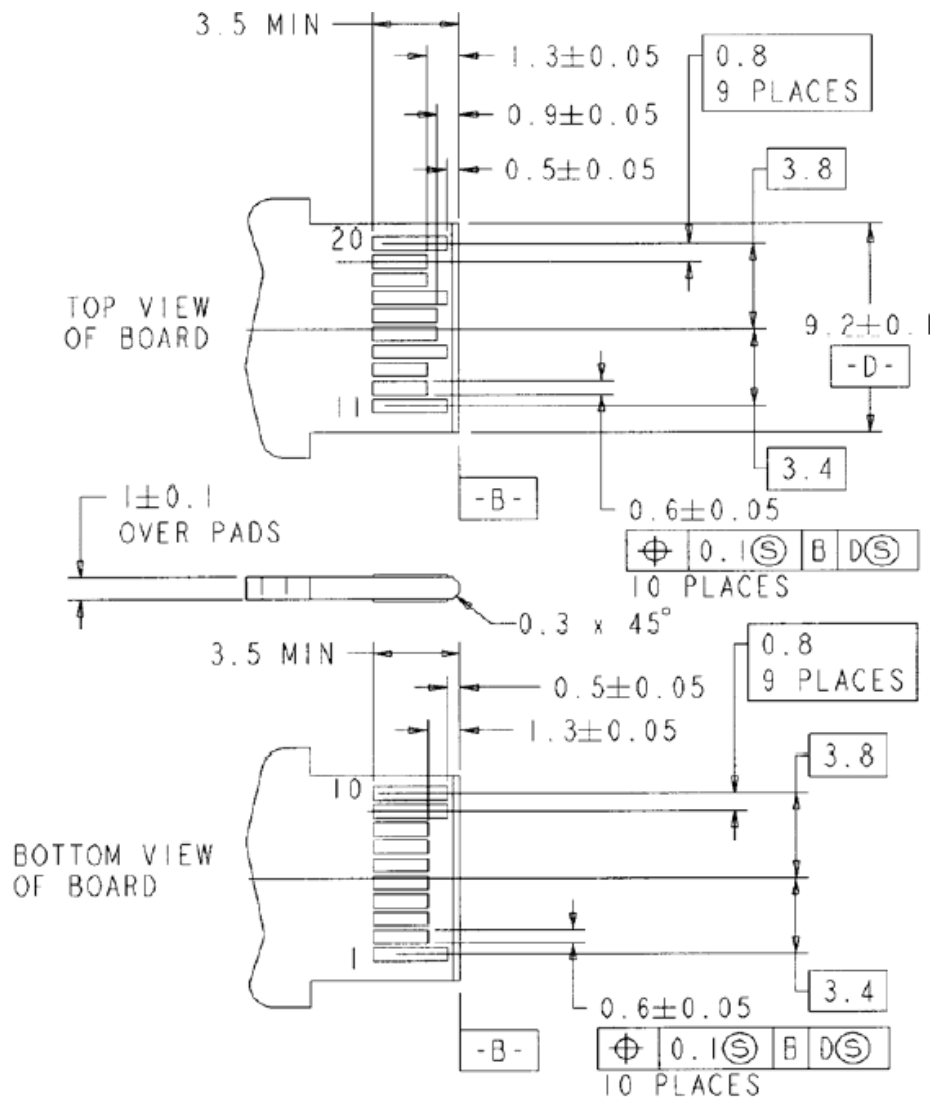 3.5 MIN
1.3±0.05
0.8
9 PLACES
0.9±0.05
0.5±0.05
3.8
20
TOP VIEW
OF BOARD
9.2±0.1
-D-
11
3.4
-B-
1±0.1
OVER PADS
0.6±0.05
⌖ 0.1Ⓢ B DⓈ
10 PLACES
0.3 x 45°
3.5 MIN
0.8
9 PLACES
0.5±0.05
1.3±0.05
3.8
10
BOTTOM VIEW
OF BOARD
1
3.4
0.6±0.05
-B-
⌖ 0.1Ⓢ B DⓈ
10 PLACES